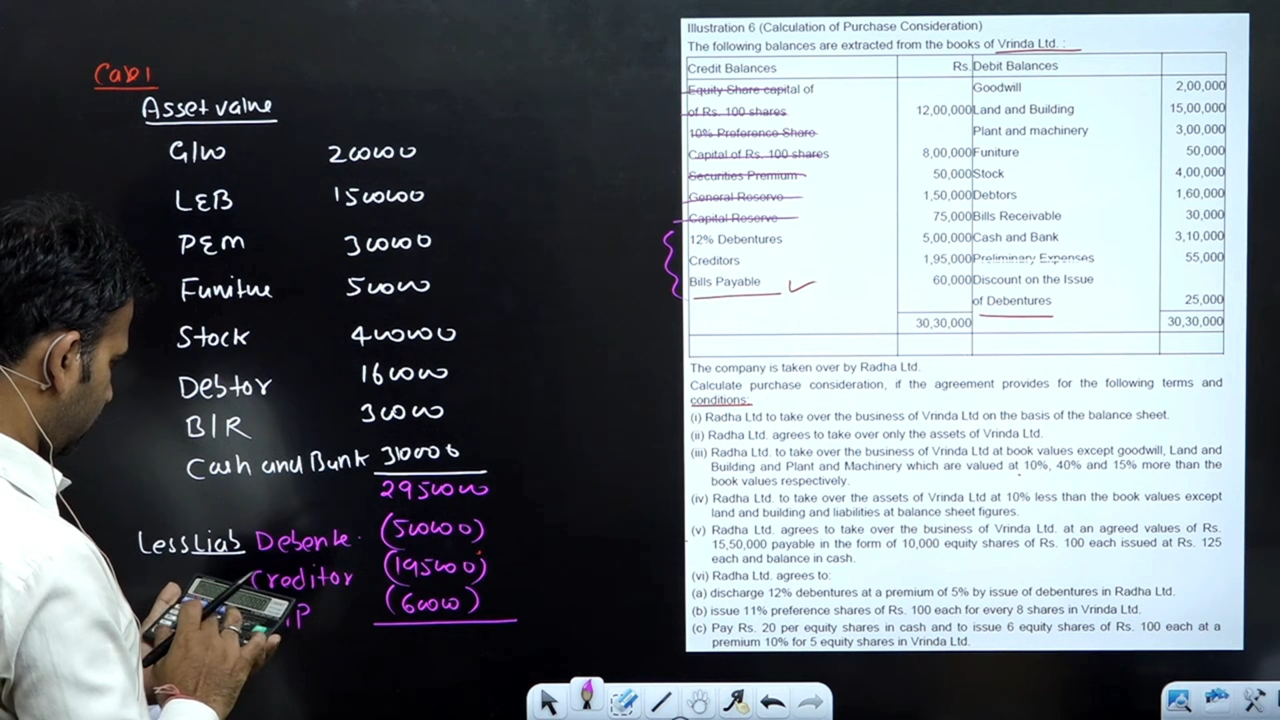 Cab 1
Asset value
G/W 200000
L&B 1500000
P&M 300000
Funitue 50000
Stock 400000
Debtor 160000
B/R 30000
Cash and Bank 310000
2950000
Less Liab Debente. (500000)
Creditor (195000)
P (60000)
Illustration 6 (Calculation of Purchase Consideration)
The following balances are extracted from the books of Vrinda Ltd. :
Credit Balances Rs. Debit Balances
Equity Share capital of Goodwill 2,00,000
of Rs. 100 shares 12,00,000 Land and Building 15,00,000
10% Preference Share Plant and machinery 3,00,000
Capital of Rs. 100 shares 8,00,000 Funiture 50,000
Securities Premium 50,000 Stock 4,00,000
General Reserve 1,50,000 Debtors 1,60,000
Capital Reserve 75,000 Bills Receivable 30,000
12% Debentures 5,00,000 Cash and Bank 3,10,000
Creditors 1,95,000 Preliminary Expenses 55,000
Bills Payable 60,000 Discount on the Issue
of Debentures 25,000
30,30,000 30,30,000
The company is taken over by Radha Ltd.
Calculate purchase consideration, if the agreement provides for the following terms and
conditions:
(i) Radha Ltd to take over the business of Vrinda Ltd on the basis of the balance sheet.
(ii) Radha Ltd. agrees to take over only the assets of Vrinda Ltd.
(iii) Radha Ltd. to take over the business of Vrinda Ltd at book values except goodwill, Land and
Building and Plant and Machinery which are valued at 10%, 40% and 15% more than the
book values respectively.
(iv) Radha Ltd. to take over the assets of Vrinda Ltd at 10% less than the book values except
land and building and liabilities at balance sheet figures.
(v) Radha Ltd. agrees to take over the business of Vrinda Ltd. at an agreed values of Rs.
15,50,000 payable in the form of 10,000 equity shares of Rs. 100 each issued at Rs. 125
each and balance in cash.
(vi) Radha Ltd. agrees to:
(a) discharge 12% debentures at a premium of 5% by issue of debentures in Radha Ltd.
(b) issue 11% preference shares of Rs. 100 each for every 8 shares in Vrinda Ltd.
(c) Pay Rs. 20 per equity shares in cash and to issue 6 equity shares of Rs. 100 each at a
premium 10% for 5 equity shares in Vrinda Ltd.